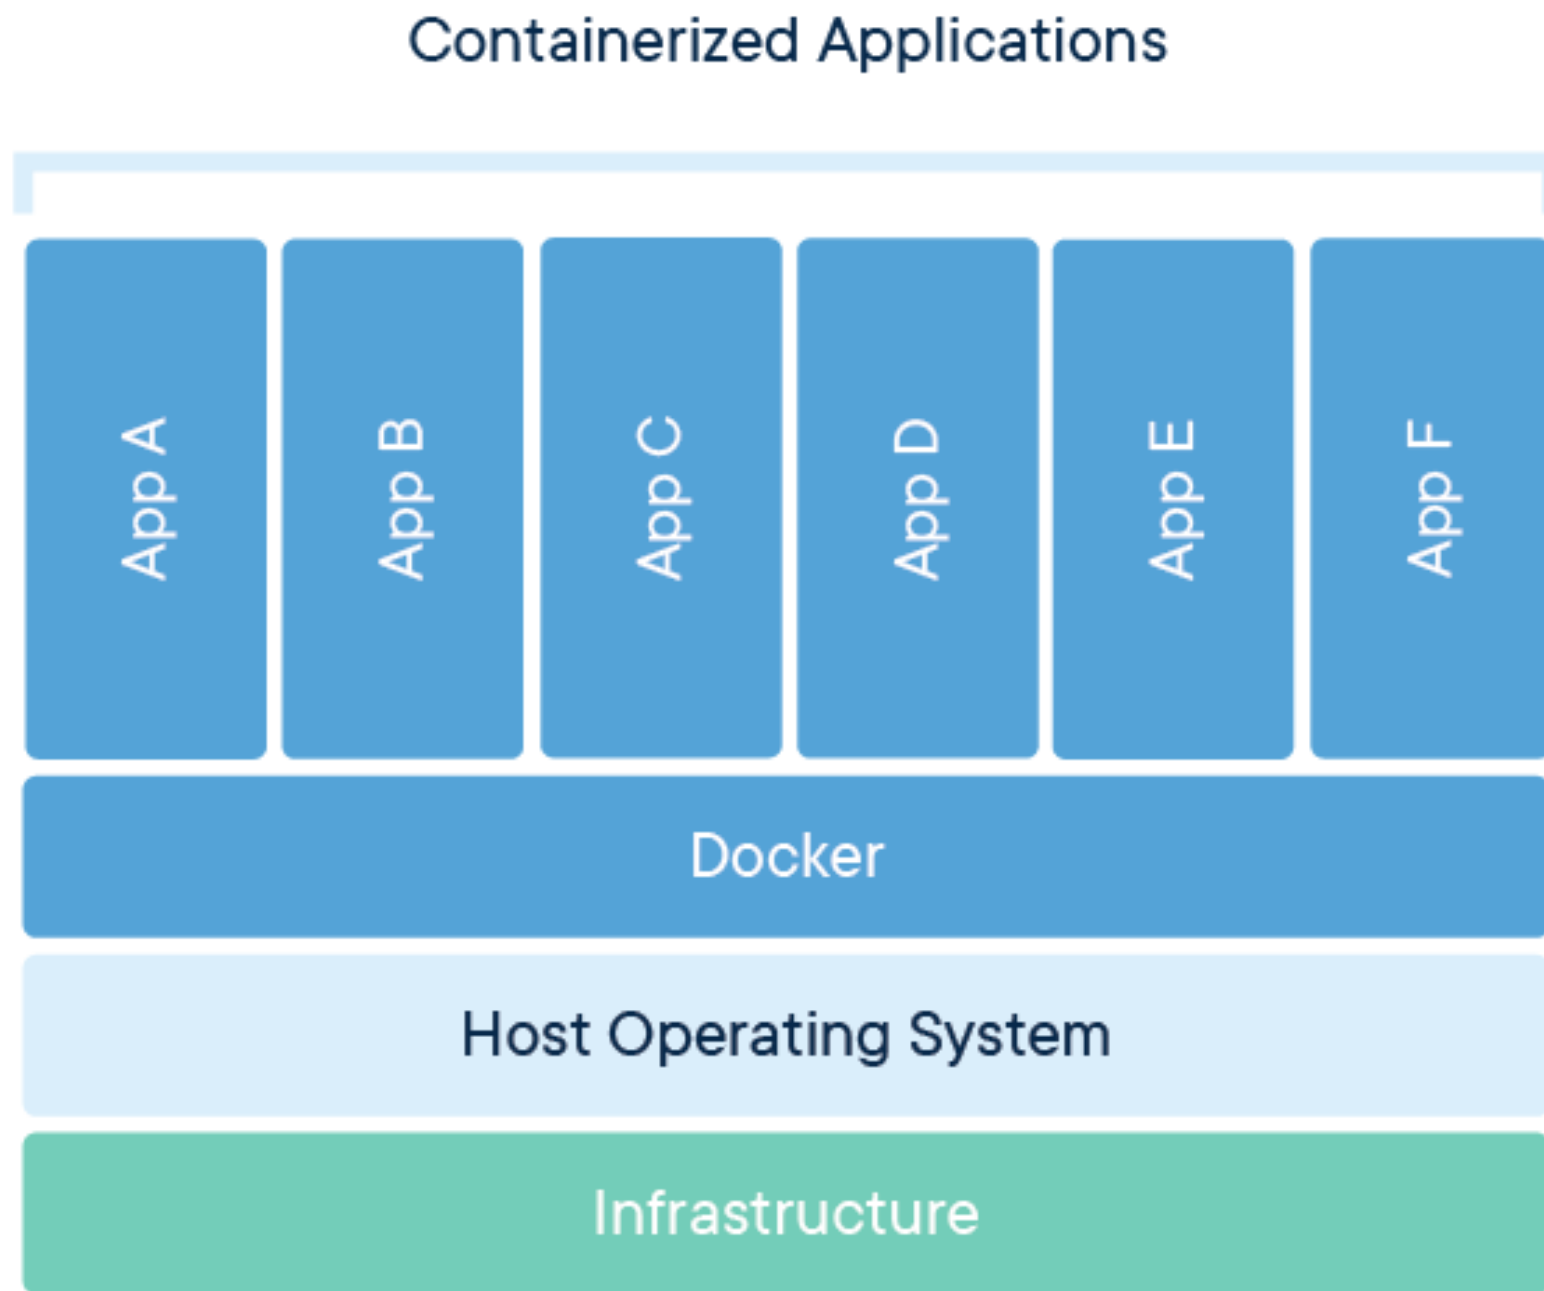 Containerized Applications
App A
App B
App C
App D
App E
App F
Docker
Host Operating System
Infrastructure